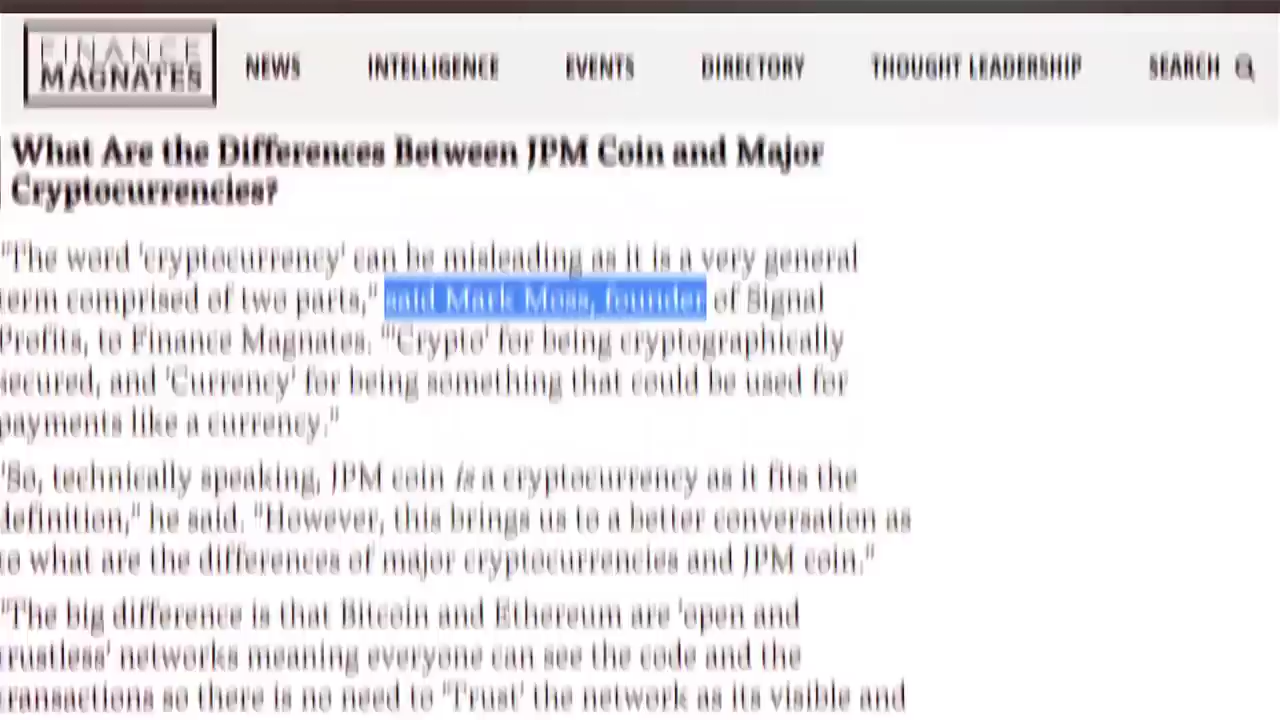 FINANCE
MAGNATES
NEWS
INTELLIGENCE
EVENTS
DIRECTORY
THOUGHT LEADERSHIP
SEARCH
What Are the Differences Between JPM Coin and Major
Cryptocurrencies?
"The word 'cryptocurrency' can be misleading as it is a very general
erm comprised of two parts," said Mark Moss, founder of Signal
Profits, to Finance Magnates. "'Crypto' for being cryptographically
secured, and 'Currency' for being something that could be used for
payments like a currency."
'So, technically speaking, JPM coin is a cryptocurrency as it fits the
definition," he said. "However, this brings us to a better conversation as
o what are the differences of major cryptocurrencies and JPM coin."
"The big difference is that Bitcoin and Ethereum are 'open and
rustless' networks meaning everyone can see the code and the
ransactions so there is no need to 'Trust' the network as its visible and